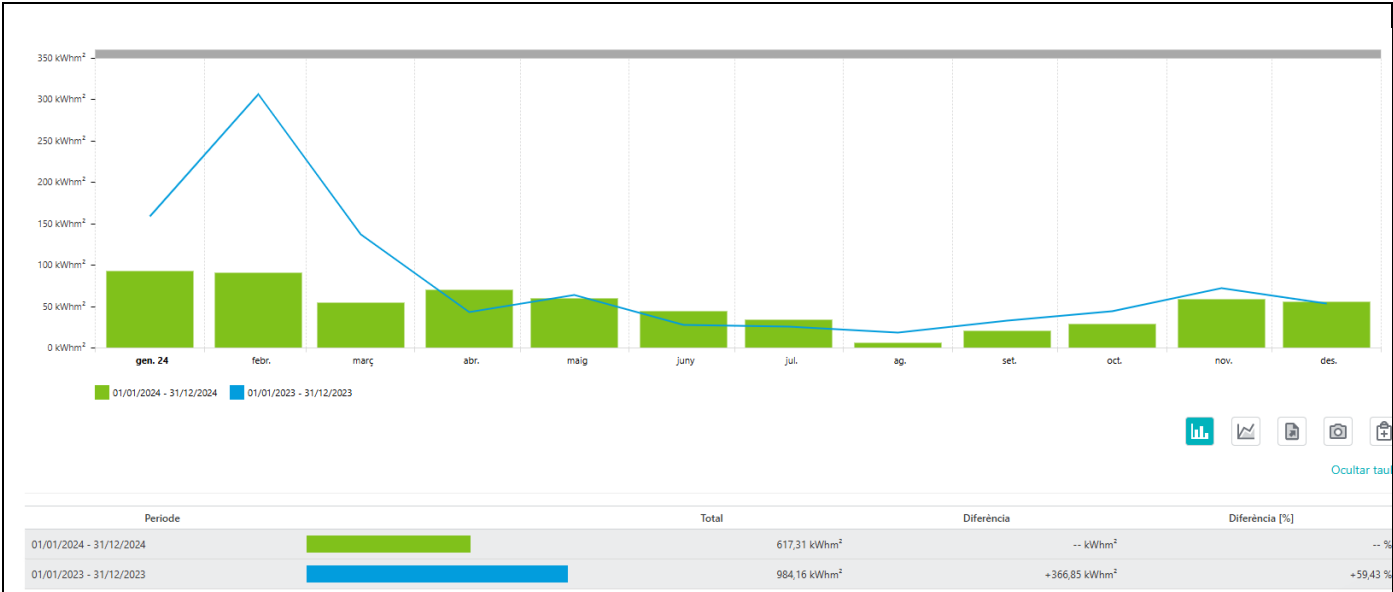 350 kWhm²
300 kWhm²
250 kWhm²
200 kWhm²
150 kWhm²
100 kWhm²
50 kWhm²
0 kWhm²
gen. 24 febr. març abr. maig juny jul. ag. set. oct. nov. des.
01/01/2024 - 31/12/2024 01/01/2023 - 31/12/2023
Ocultar taul
Periode Total Diferència Diferència [%]
01/01/2024 - 31/12/2024 617,31 kWhm² -- kWhm² -- %
01/01/2023 - 31/12/2023 984,16 kWhm² +366,85 kWhm² +59,43 %